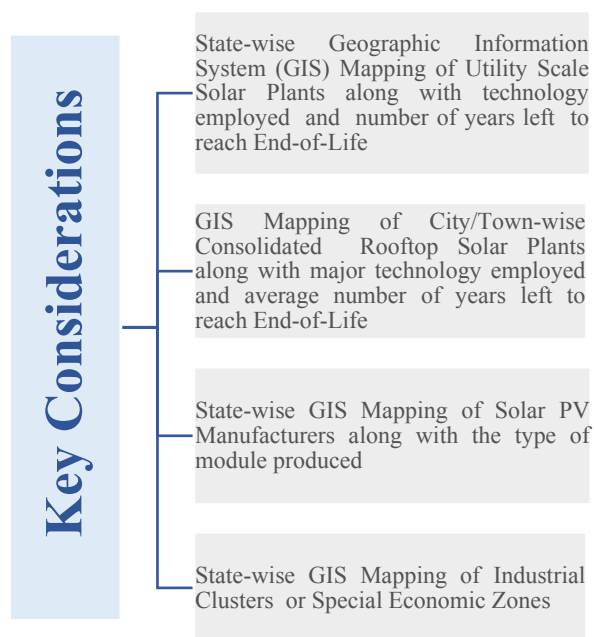 Key Considerations
State-wise Geographic Information
System (GIS) Mapping of Utility Scale
Solar Plants along with technology
employed and number of years left to
reach End-of-Life
GIS Mapping of City/Town-wise
Consolidated Rooftop Solar Plants
along with major technology employed
and average number of years left to
reach End-of-Life
State-wise GIS Mapping of Solar PV
Manufacturers along with the type of
module produced
State-wise GIS Mapping of Industrial
Clusters or Special Economic Zones